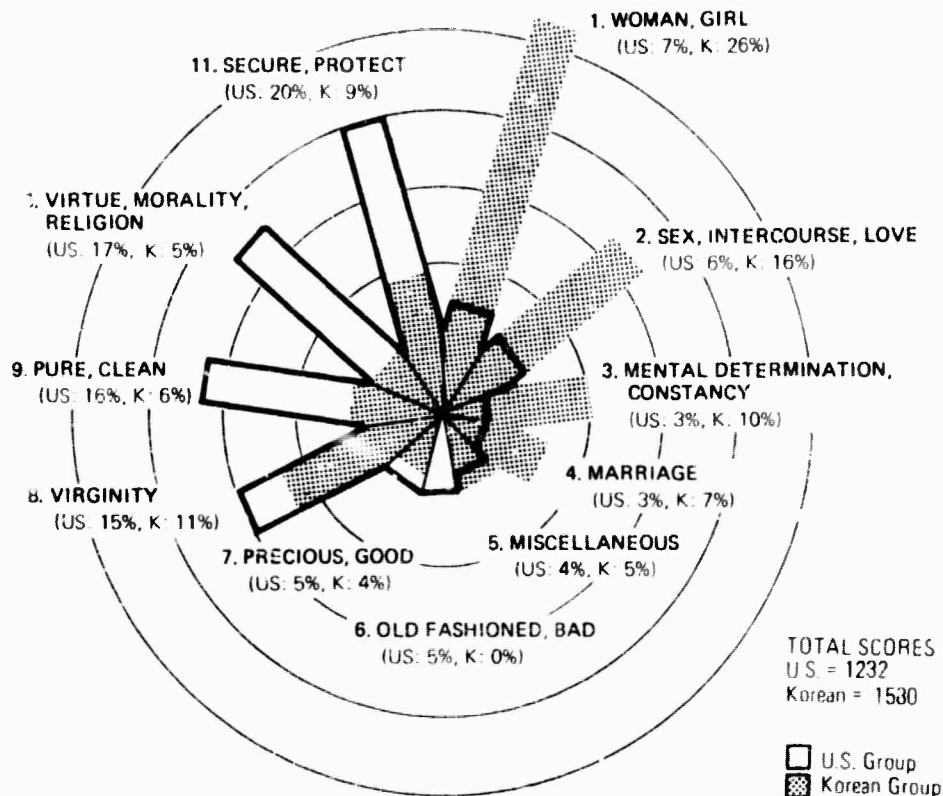 1. WOMAN, GIRL
(US: 7%, K: 26%)
11. SECURE, PROTECT
(US: 20%, K: 9%)
VIRTUE, MORALITY,
RELIGION
(US: 17%, K: 5%)
2. SEX, INTERCOURSE, LOVE
(US: 6%, K: 16%)
9. PURE, CLEAN
(US: 16%, K: 6%)
3. MENTAL DETERMINATION,
CONSTANCY
(US: 3%, K: 10%)
4. MARRIAGE
(US: 3%, K: 7%)
8. VIRGINITY
(US: 15%, K: 11%)
5. MISCELLANEOUS
(US: 4%, K: 5%)
7. PRECIOUS, GOOD
(US: 5%, K: 4%)
6. OLD FASHIONED, BAD
(US: 5%, K: 0%)
TOTAL SCORES
U.S. = 1232
Korean = 1530
U.S. Group
Korean Group